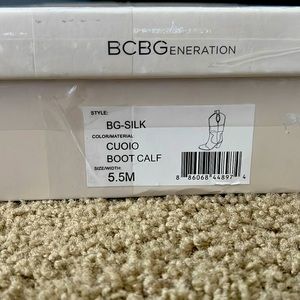 BCBGENERATION
STYLE:
BG-SILK
COLOR/MATERIAL
CUOIO
BOOT CALF
SIZE/WIDTH:
5.5M
8 86068 44897 4